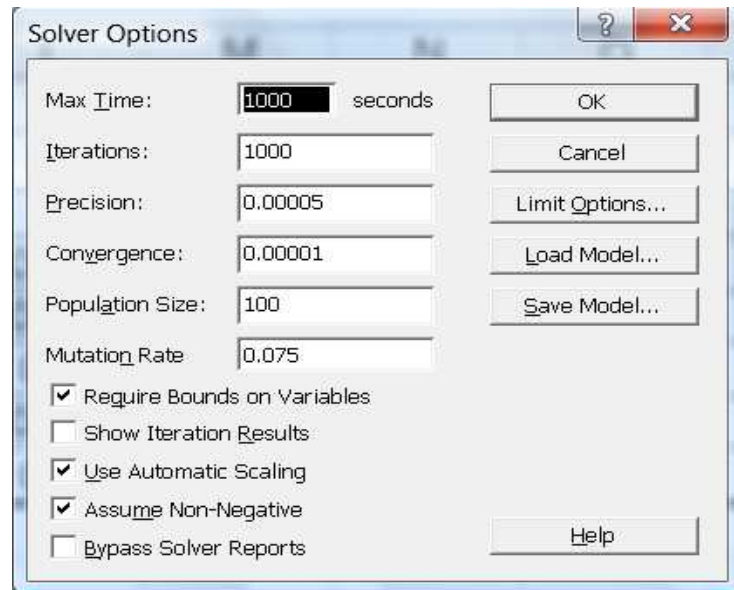 Solver Options
?
Max Time: 1000 seconds
OK
Iterations: 1000
Cancel
Precision: 0.00005
Limit Options...
Convergence: 0.00001
Load Model...
Population Size: 100
Save Model...
Mutation Rate 0.075
Require Bounds on Variables
Show Iteration Results
Use Automatic Scaling
Assume Non-Negative
Bypass Solver Reports
Help